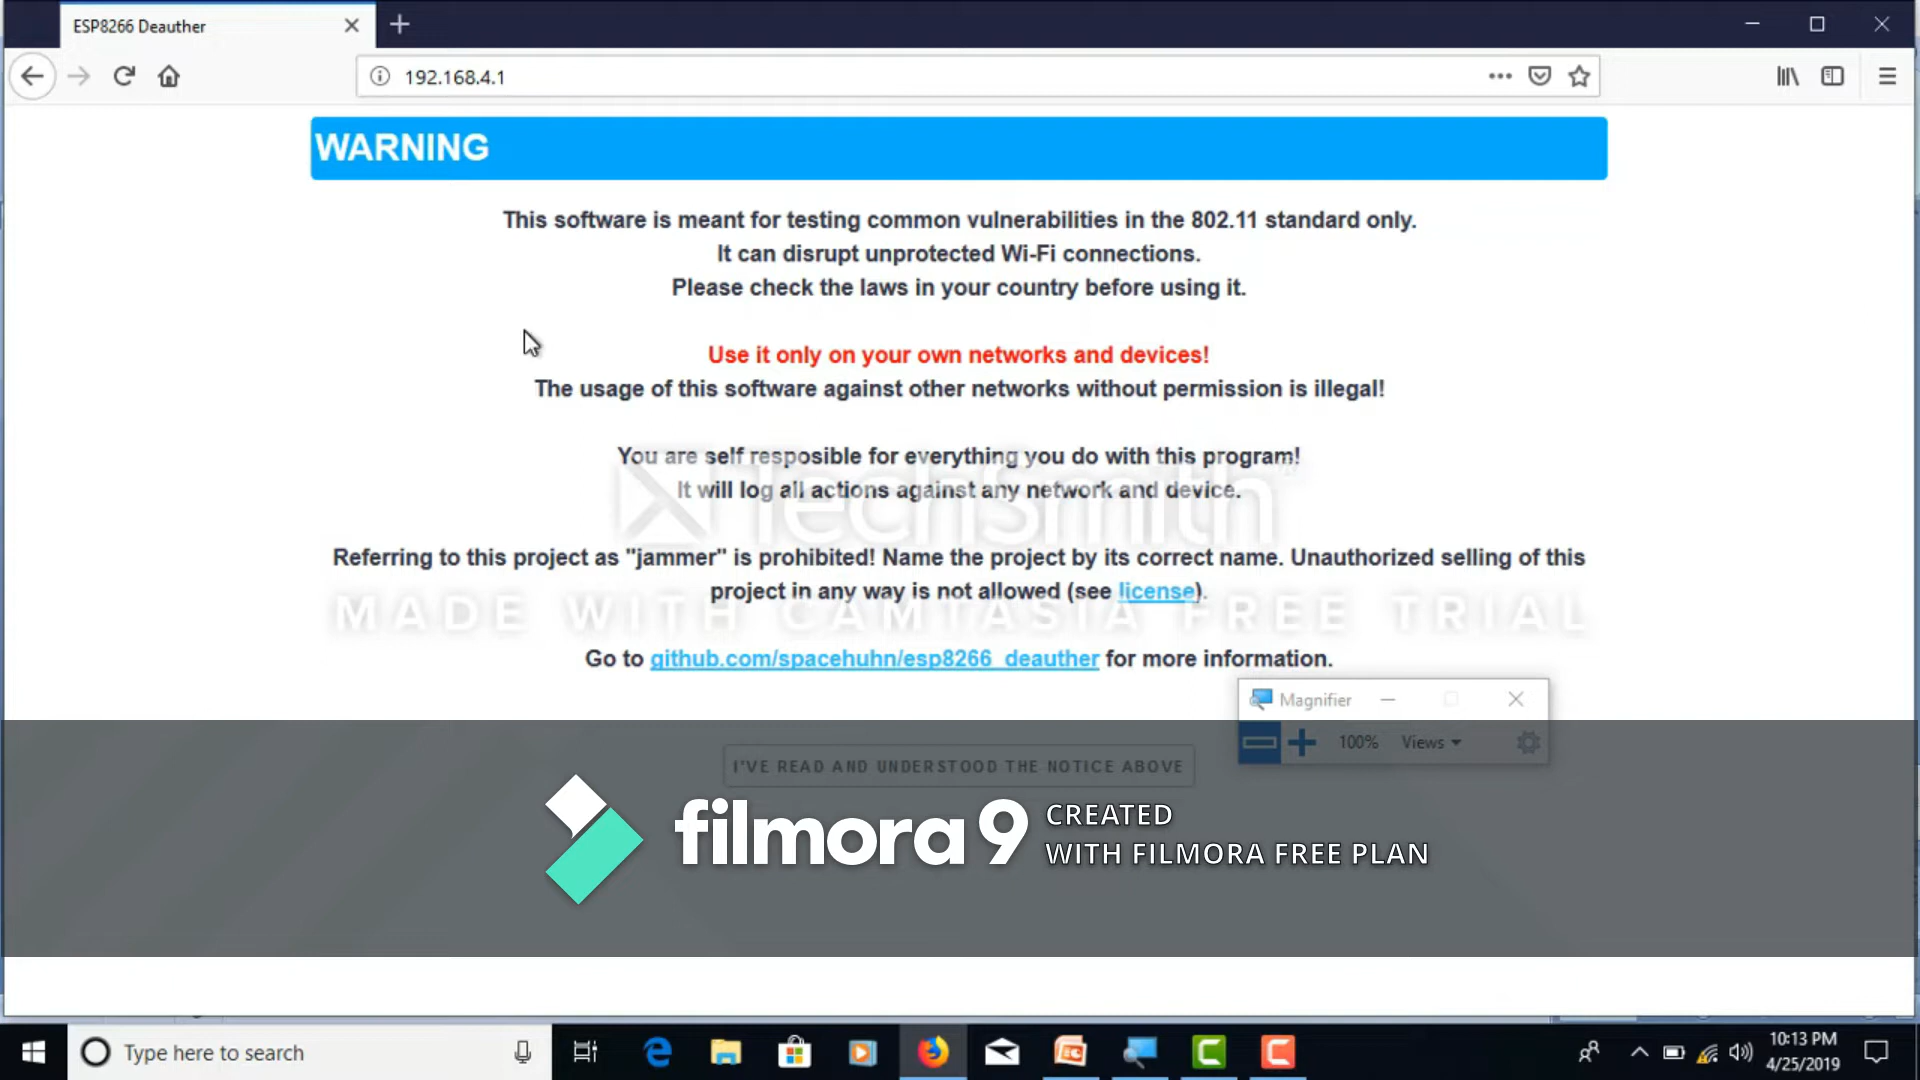 ESP8266 Deauther
192.168.4.1
WARNING
This software is meant for testing common vulnerabilities in the 802.11 standard only.
It can disrupt unprotected Wi-Fi connections.
Please check the laws in your country before using it.
Use it only on your own networks and devices!
The usage of this software against other networks without permission is illegal!
You are self resposible for everything you do with this program!
It will log all actions against any network and device.
TechSmith
Referring to this project as "jammer" is prohibited! Name the project by its correct name. Unauthorized selling of this
project in any way is not allowed (see license).
MADE WITH CAMTASIA FREE TRIAL
Go to github.com/spacehuhn/esp8266_deauther for more information.
Magnifier
100% Views
I'VE READ AND UNDERSTOOD THE NOTICE ABOVE
filmora9 CREATED
WITH FILMORA FREE PLAN
Type here to search
10:13 PM
4/25/2019